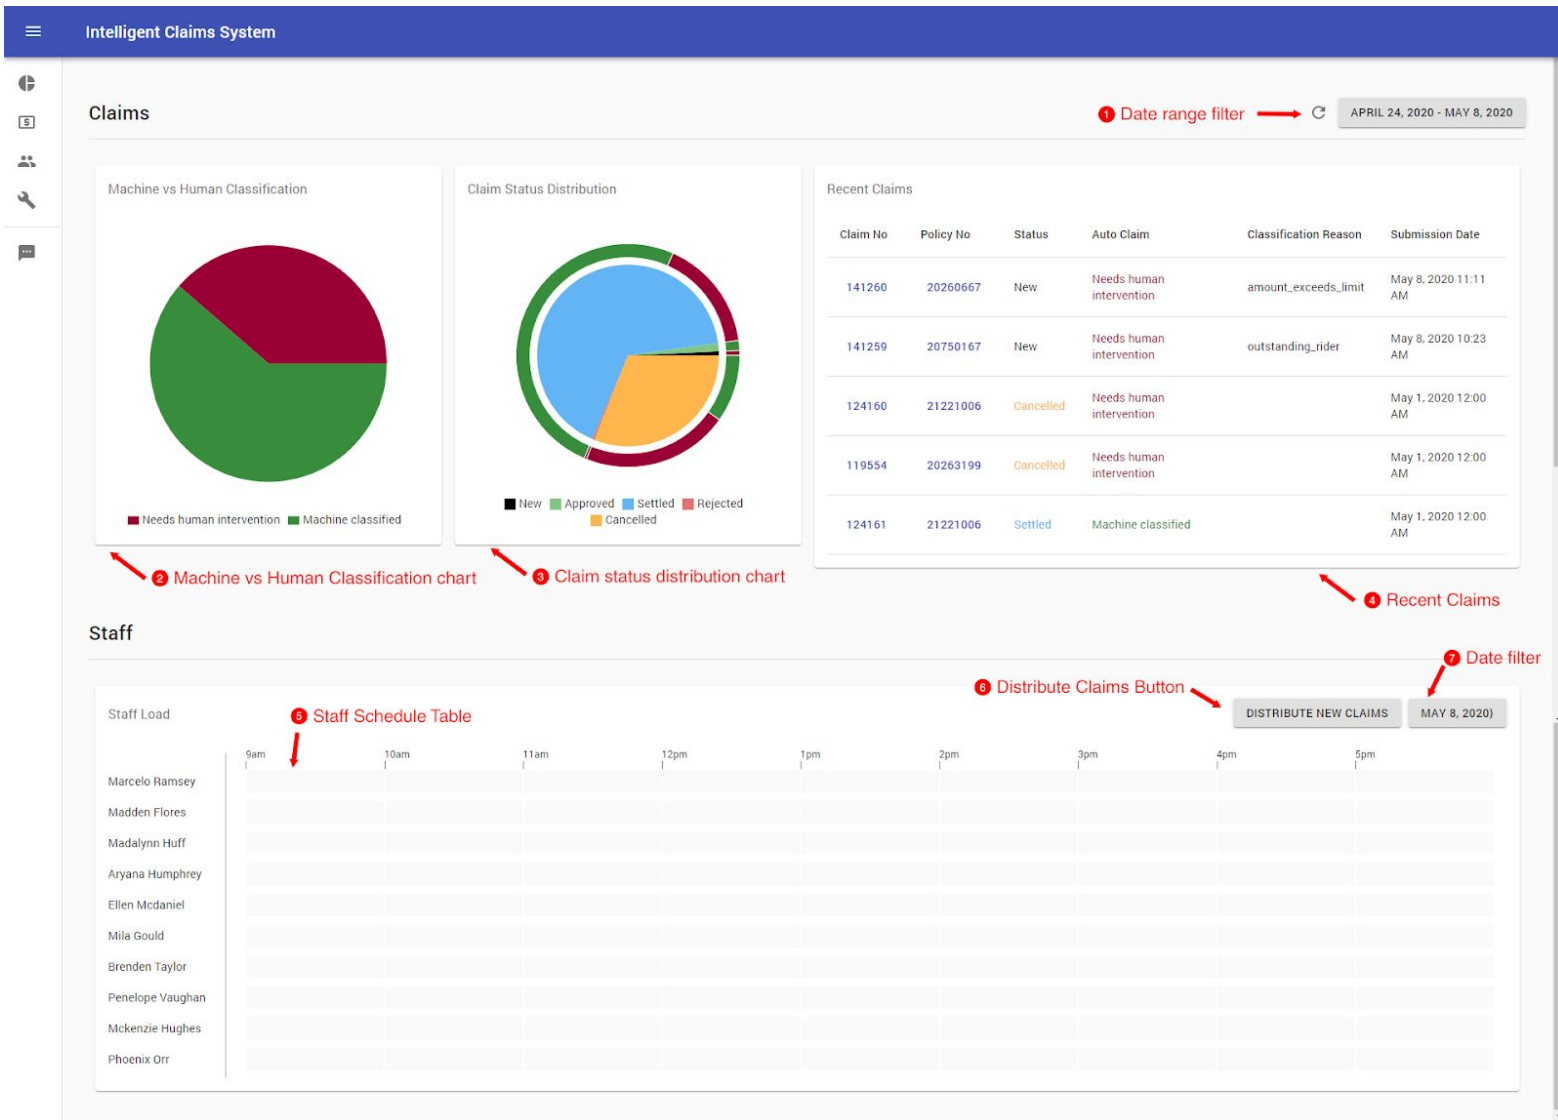 Intelligent Claims System
Claims
1 Date range filter
APRIL 24, 2020 - MAY 8, 2020
Machine vs Human Classification
Needs human intervention Machine classified
2 Machine vs Human Classification chart
Claim Status Distribution
New Approved Settled Rejected
Cancelled
3 Claim status distribution chart
Recent Claims
Claim No Policy No Status Auto Claim Classification Reason Submission Date
141260 20260667 New Needs human intervention amount_exceeds_limit May 8, 2020 11:11 AM
141259 20750167 New Needs human intervention outstanding_rider May 8, 2020 10:23 AM
124160 21221006 Cancelled Needs human intervention May 1, 2020 12:00 AM
119554 20263199 Cancelled Needs human intervention May 1, 2020 12:00 AM
124161 21221006 Settled Machine classified May 1, 2020 12:00 AM
4 Recent Claims
Staff
7 Date filter
6 Distribute Claims Button
Staff Load
5 Staff Schedule Table
DISTRIBUTE NEW CLAIMS
MAY 8, 2020)
9am 10am 11am 12pm 1pm 2pm 3pm 4pm 5pm
Marcelo Ramsey
Madden Flores
Madalynn Huff
Aryana Humphrey
Ellen Mcdaniel
Mila Gould
Brenden Taylor
Penelope Vaughan
Mckenzie Hughes
Phoenix Orr